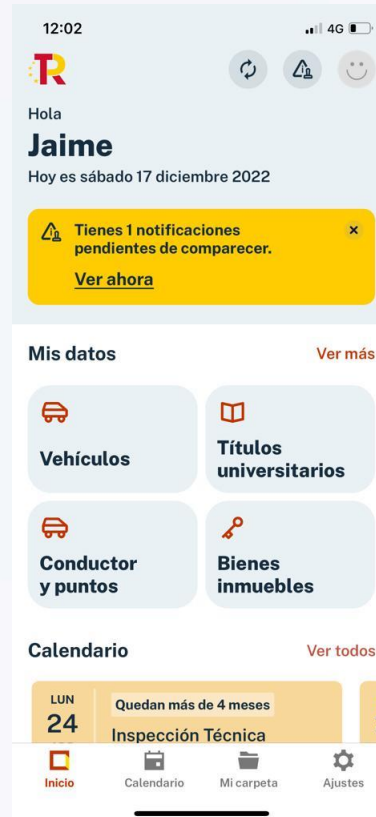 12:02
4G
R
Hola
Jaime
Hoy es sábado 17 diciembre 2022
Tienes 1 notificaciones
pendientes de comparecer.
Ver ahora
Mis datos
Ver más
Vehículos
Títulos
universitarios
Conductor
y puntos
Bienes
inmuebles
Calendario
Ver todos
LUN
24
Quedan más de 4 meses
Inspección Técnica
Inicio
Calendario
Mi carpeta
Ajustes